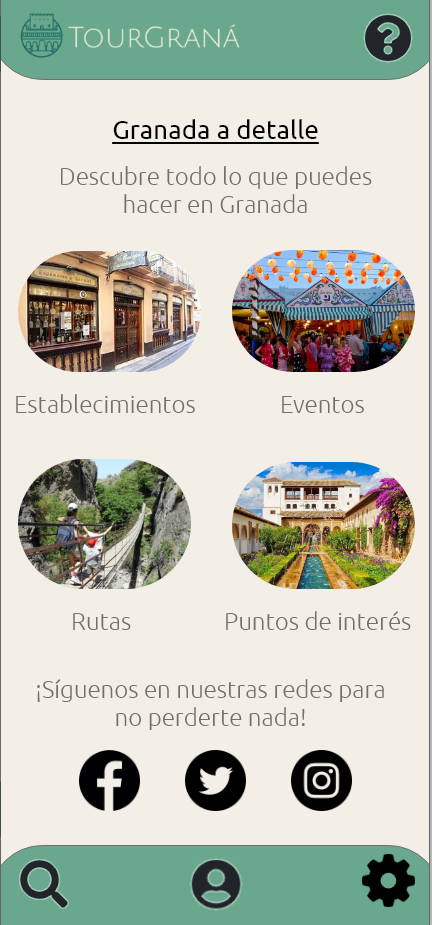 TourGraná
Granada a detalle
Descubre todo lo que puedes
hacer en Granada
Establecimientos
Eventos
Rutas
Puntos de interés
¡Síguenos en nuestras redes para
no perderte nada!